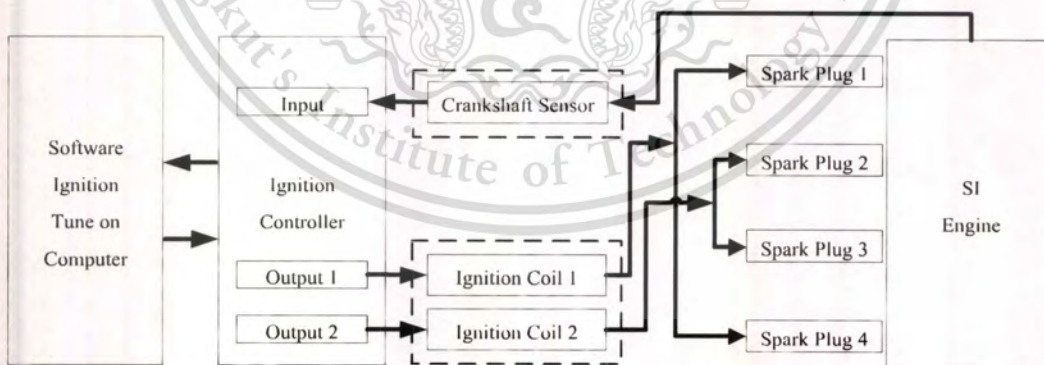 Software
Ignition
Tune on
Computer
Input
Ignition
Controller
Output 1
Output 2
Crankshaft Sensor
Ignition Coil 1
Ignition Coil 2
Spark Plug 1
Spark Plug 2
Spark Plug 3
Spark Plug 4
SI
Engine
kut's Institute of Technology